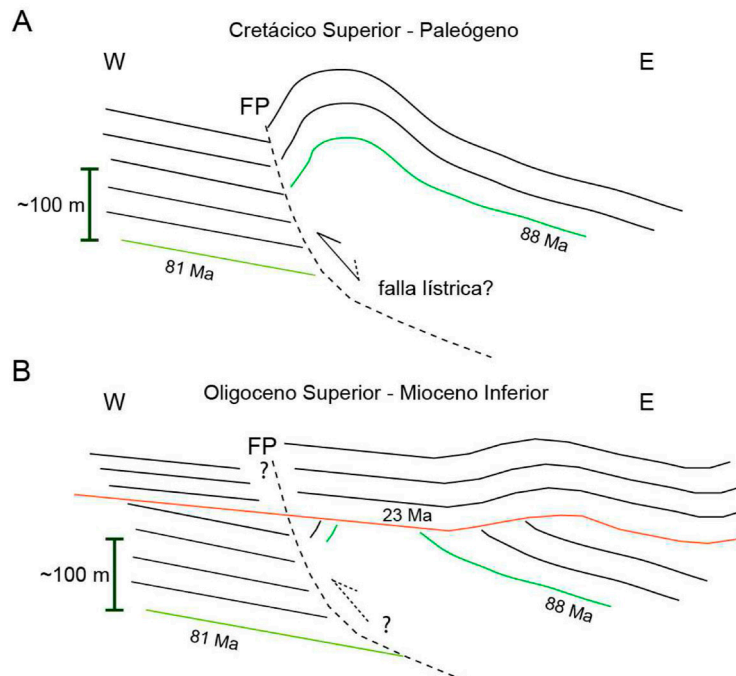 A
Cretácico Superior - Paleógeno
W
E
FP
~100 m
88 Ma
81 Ma
falla lístrica?
B
Oligoceno Superior - Mioceno Inferior
W
E
FP
?
23 Ma
~100 m
88 Ma
?
81 Ma